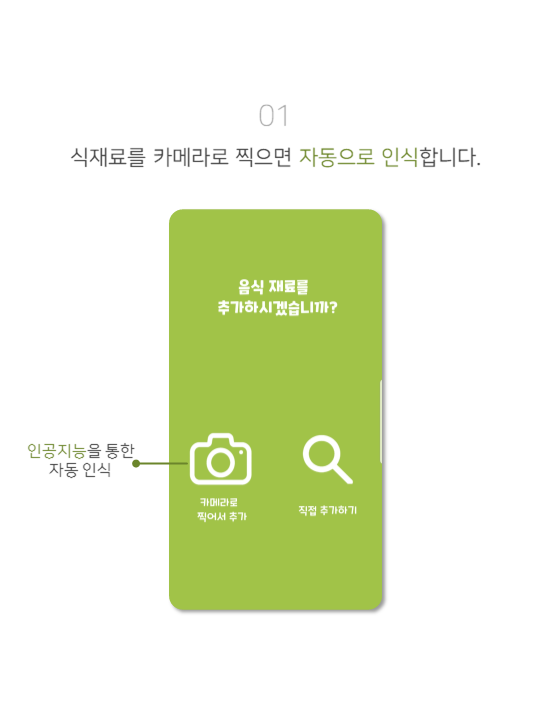 01
식재료를 카메라로 찍으면 자동으로 인식합니다.
음식 재료를
추가하시겠습니까?
인공지능을 통한
자동 인식
카메라로
찍어서 추가
직접 추가하기